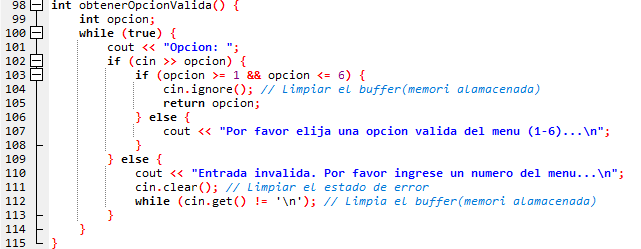 98 int obtenerOpcionValida() {
99 int opcion;
100 while (true) {
101 cout << "Opcion: ";
102 if (cin >> opcion) {
103 if (opcion >= 1 && opcion <= 6) {
104 cin.ignore(); // Limpiar el buffer(memori alamacenada)
105 return opcion;
106 } else {
107 cout << "Por favor elija una opcion valida del menu (1-6)...\n";
108 }
109 } else {
110 cout << "Entrada invalida. Por favor ingrese un numero del menu...\n";
111 cin.clear(); // Limpiar el estado de error
112 while (cin.get() != '\n'); // Limpia el buffer(memori alamacenada)
113 }
114 }
115 }